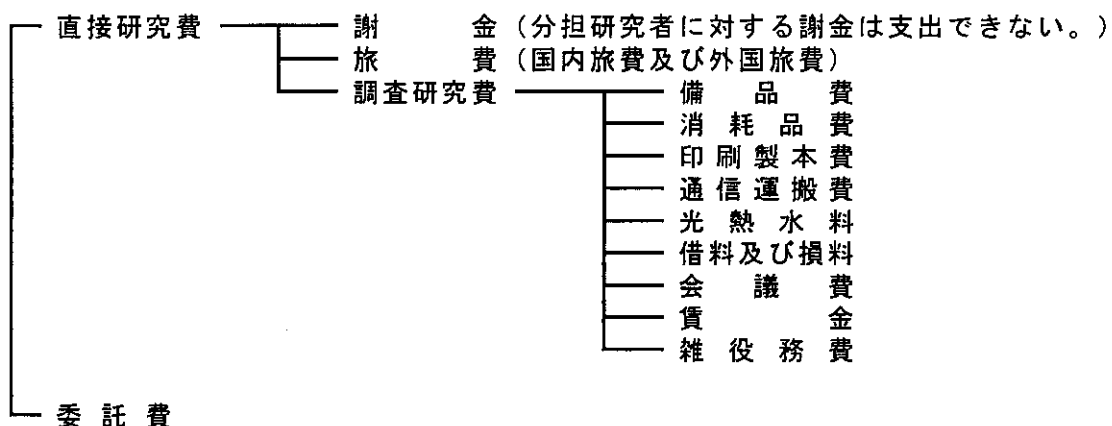 直接研究費 謝金(分担研究者に対する謝金は支出できない。)
旅費(国内旅費及び外国旅費)
調査研究費 備品費
消耗品費
印刷製本費
通信運搬費
光熱水料
借料及び損料
会議費
賃金
雑役務費
委託費